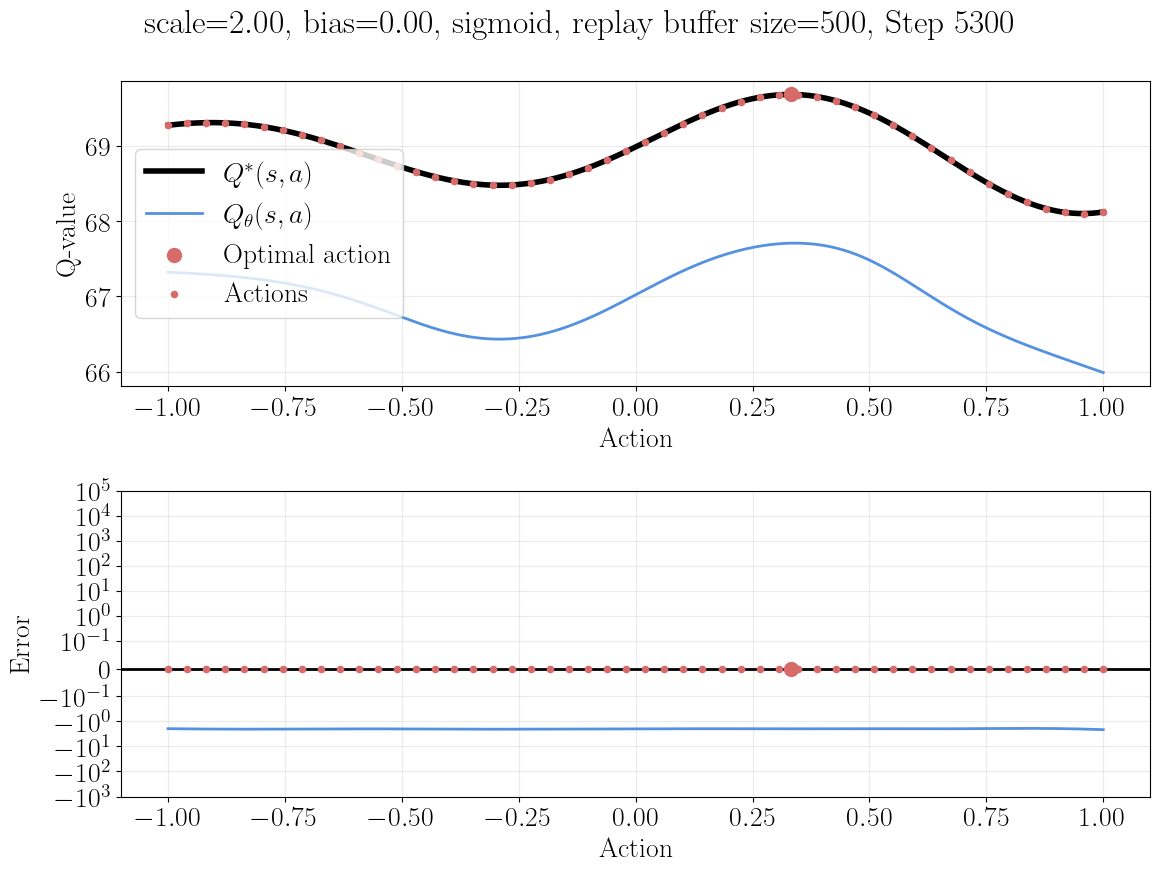 scale=2.00, bias=0.00, sigmoid, replay buffer size=500, Step 5300
Q-value
69
68
67
66
Q*(s, a)
Q_θ(s, a)
Optimal action
Actions
−1.00 −0.75 −0.50 −0.25 0.00 0.25 0.50 0.75 1.00
Action
Error
10^5
10^4
10^3
10^2
10^1
10^0
10^−1
0
−10^−1
−10^0
−10^1
−10^2
−10^3
−1.00 −0.75 −0.50 −0.25 0.00 0.25 0.50 0.75 1.00
Action